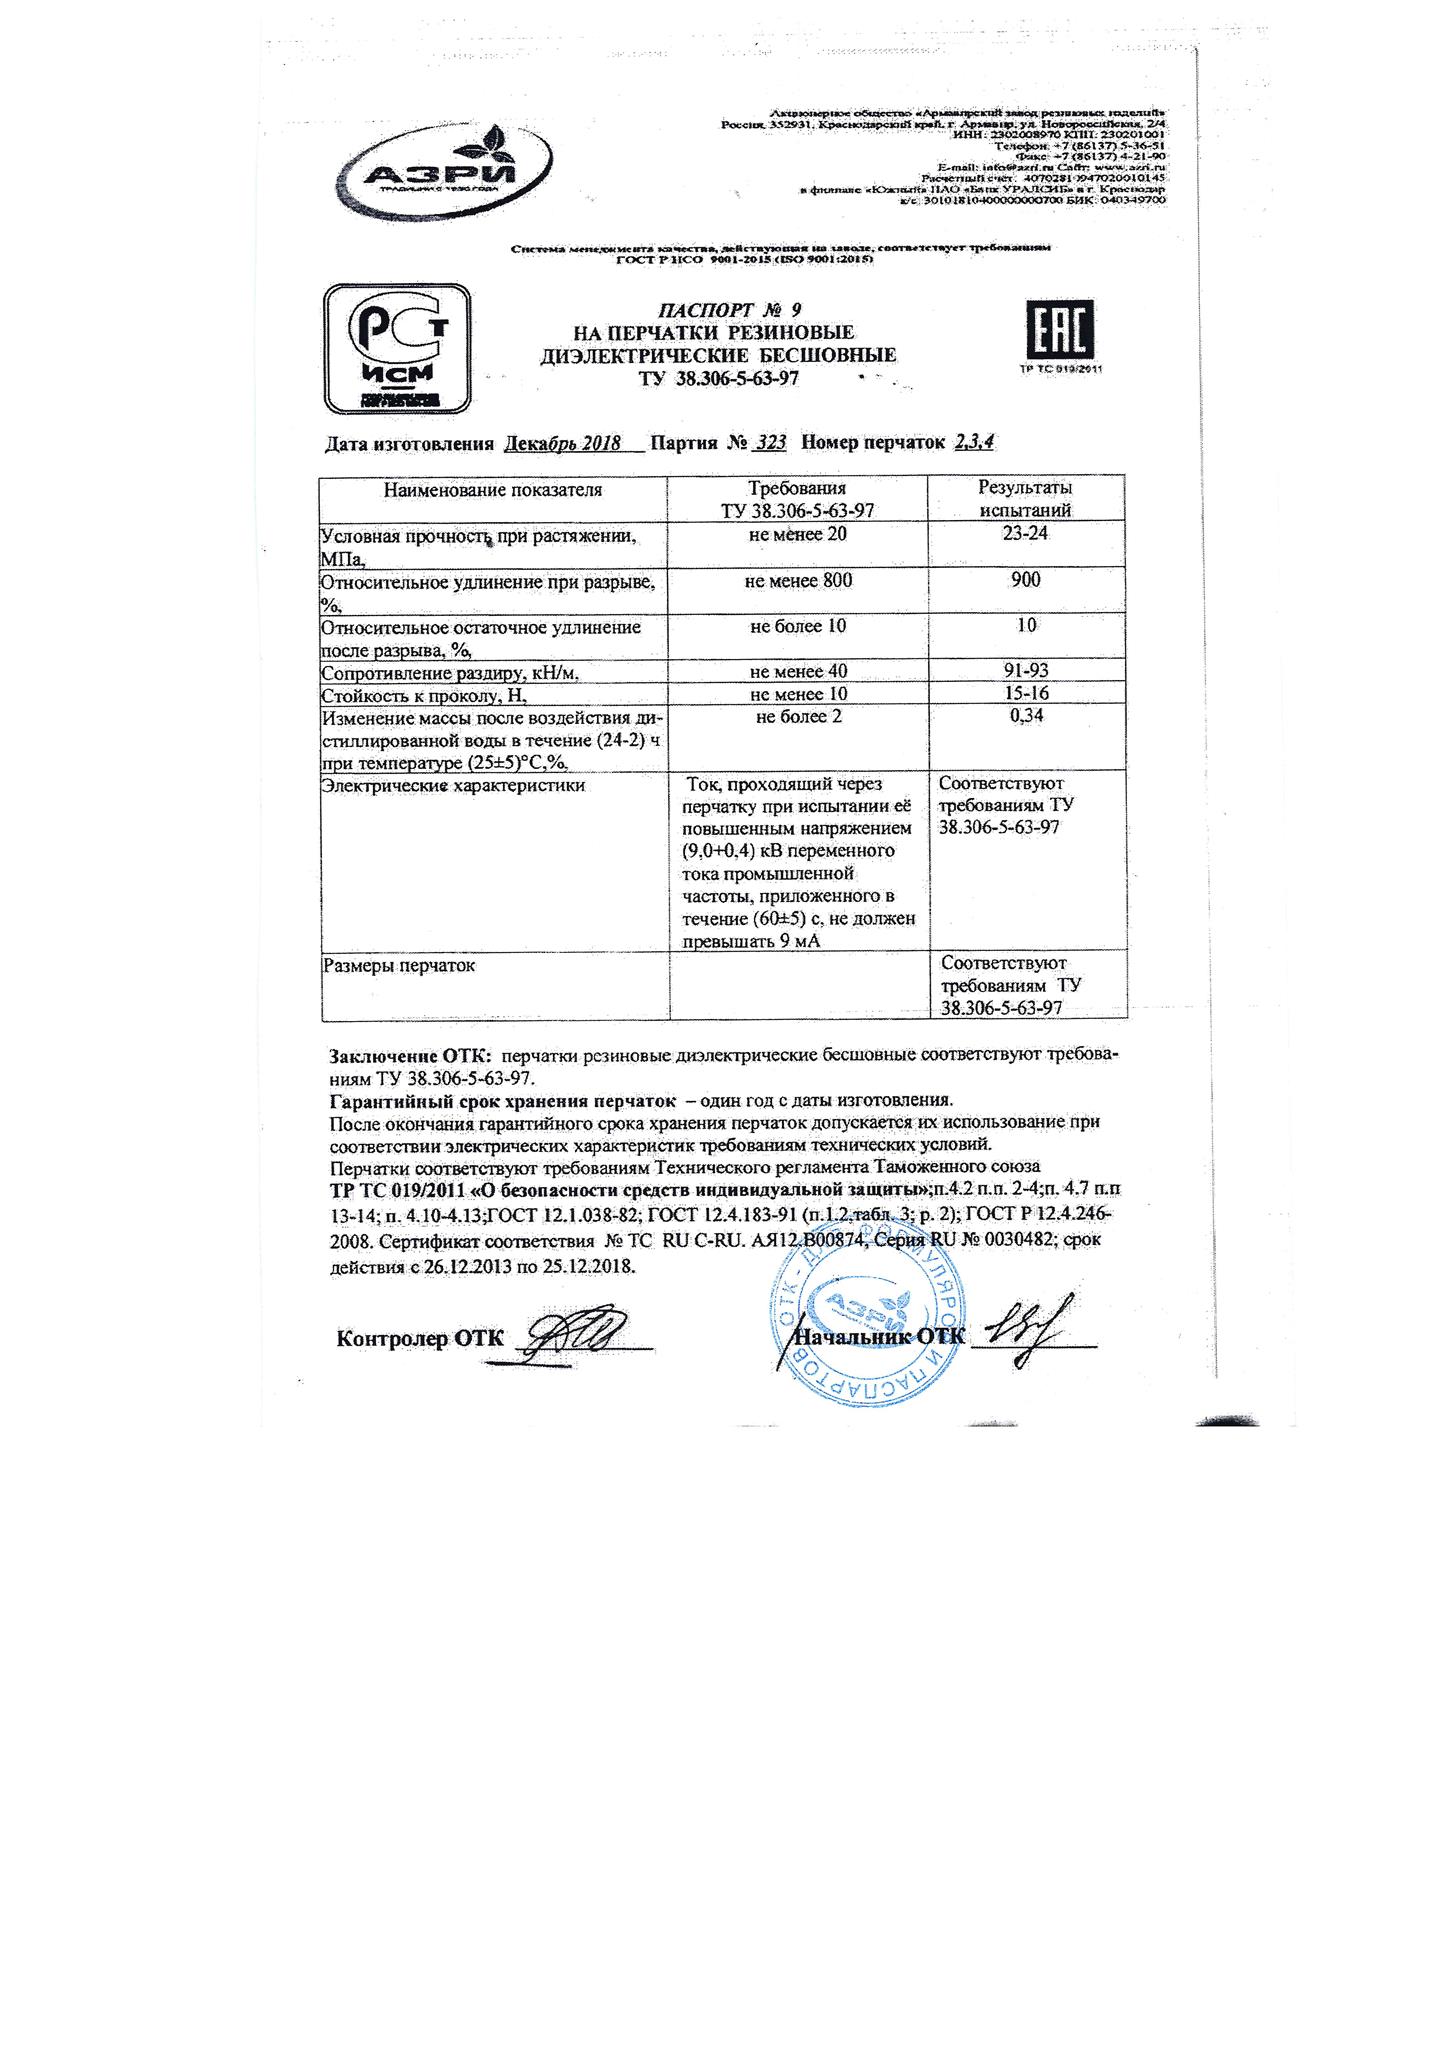 АЗРИ
ТРАДИЦИИ С 1930 ГОДА
Акционерное общество «Армавирский завод резиновых изделий»
Россия, 352931, Краснодарский край, г. Армавир, ул. Новороссийская, 2/4
ИНН: 2302008970 КПП: 230201001
Телефон: +7 (86137) 5-36-51
Факс: +7 (86137) 4-21-90
E-mail: info@azri.ru Сайт: www.azri.ru
Расчетный счёт:
в филиале «Южный» ПАО «Банк УРАЛСИБ» в г. Краснодар
к/с: 30101810400000000700 БИК: 040349700
Система менеджмента качества, действующая на заводе, соответствует требованиям
ГОСТ Р ИСО 9001-2015 (ISO 9001:2015)
РСТ
ИСМ
ПАСПОРТ № 9
НА ПЕРЧАТКИ РЕЗИНОВЫЕ
ДИЭЛЕКТРИЧЕСКИЕ БЕСШОВНЫЕ
ТУ 38.306-5-63-97
ЕАС
ТР ТС 019/2011
Дата изготовления Декабрь 2018 Партия № 323 Номер перчаток 2,3,4
Наименование показателя
Требования
ТУ 38.306-5-63-97
Результаты
испытаний
Условная прочность при растяжении,
МПа,
не менее 20
23-24
Относительное удлинение при разрыве,
%,
не менее 800
900
Относительное остаточное удлинение
после разрыва, %,
не более 10
10
Сопротивление раздиру, кН/м,
не менее 40
91-93
Стойкость к проколу, Н,
не менее 10
15-16
Изменение массы после воздействия ди-
стиллированной воды в течение (24-2) ч
при температуре (25±5)°С,%,
не более 2
0,34
Электрические характеристики
Ток, проходящий через
перчатку при испытании её
повышенным напряжением
(9,0+0,4) кВ переменного
тока промышленной
частоты, приложенного в
течение (60±5) с, не должен
превышать 9 мА
Соответствуют
требованиям ТУ
38.306-5-63-97
Размеры перчаток
Соответствуют
требованиям ТУ
38.306-5-63-97
Заключение ОТК: перчатки резиновые диэлектрические бесшовные соответствуют требова-
ниям ТУ 38.306-5-63-97.
Гарантийный срок хранения перчаток – один год с даты изготовления.
После окончания гарантийного срока хранения перчаток допускается их использование при
соответствии электрических характеристик требованиям технических условий.
Перчатки соответствуют требованиям Технического регламента Таможенного союза
ТР ТС 019/2011 «О безопасности средств индивидуальной защиты»;п.4.2 п.п. 2-4;п. 4.7 п.п
13-14; п. 4.10-4.13;ГОСТ 12.1.038-82; ГОСТ 12.4.183-91 (п.1.2,табл. 3; р. 2); ГОСТ Р 12.4.246-
2008. Сертификат соответствия № ТС RU C-RU. АЯ12.В00874, Серия RU № 0030482; срок
действия с 26.12.2013 по 25.12.2018.
Контролер ОТК
Начальник ОТК
ОТК - ДЛЯ ФОРМУЛЯРОВ И ПАСПАРТОВ
АЗРИ